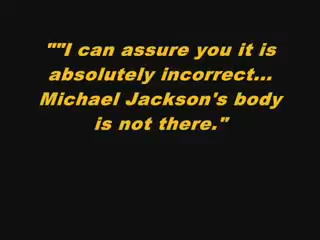 ""I can assure you it is
absolutely incorrect...
Michael Jackson's body
is not there."